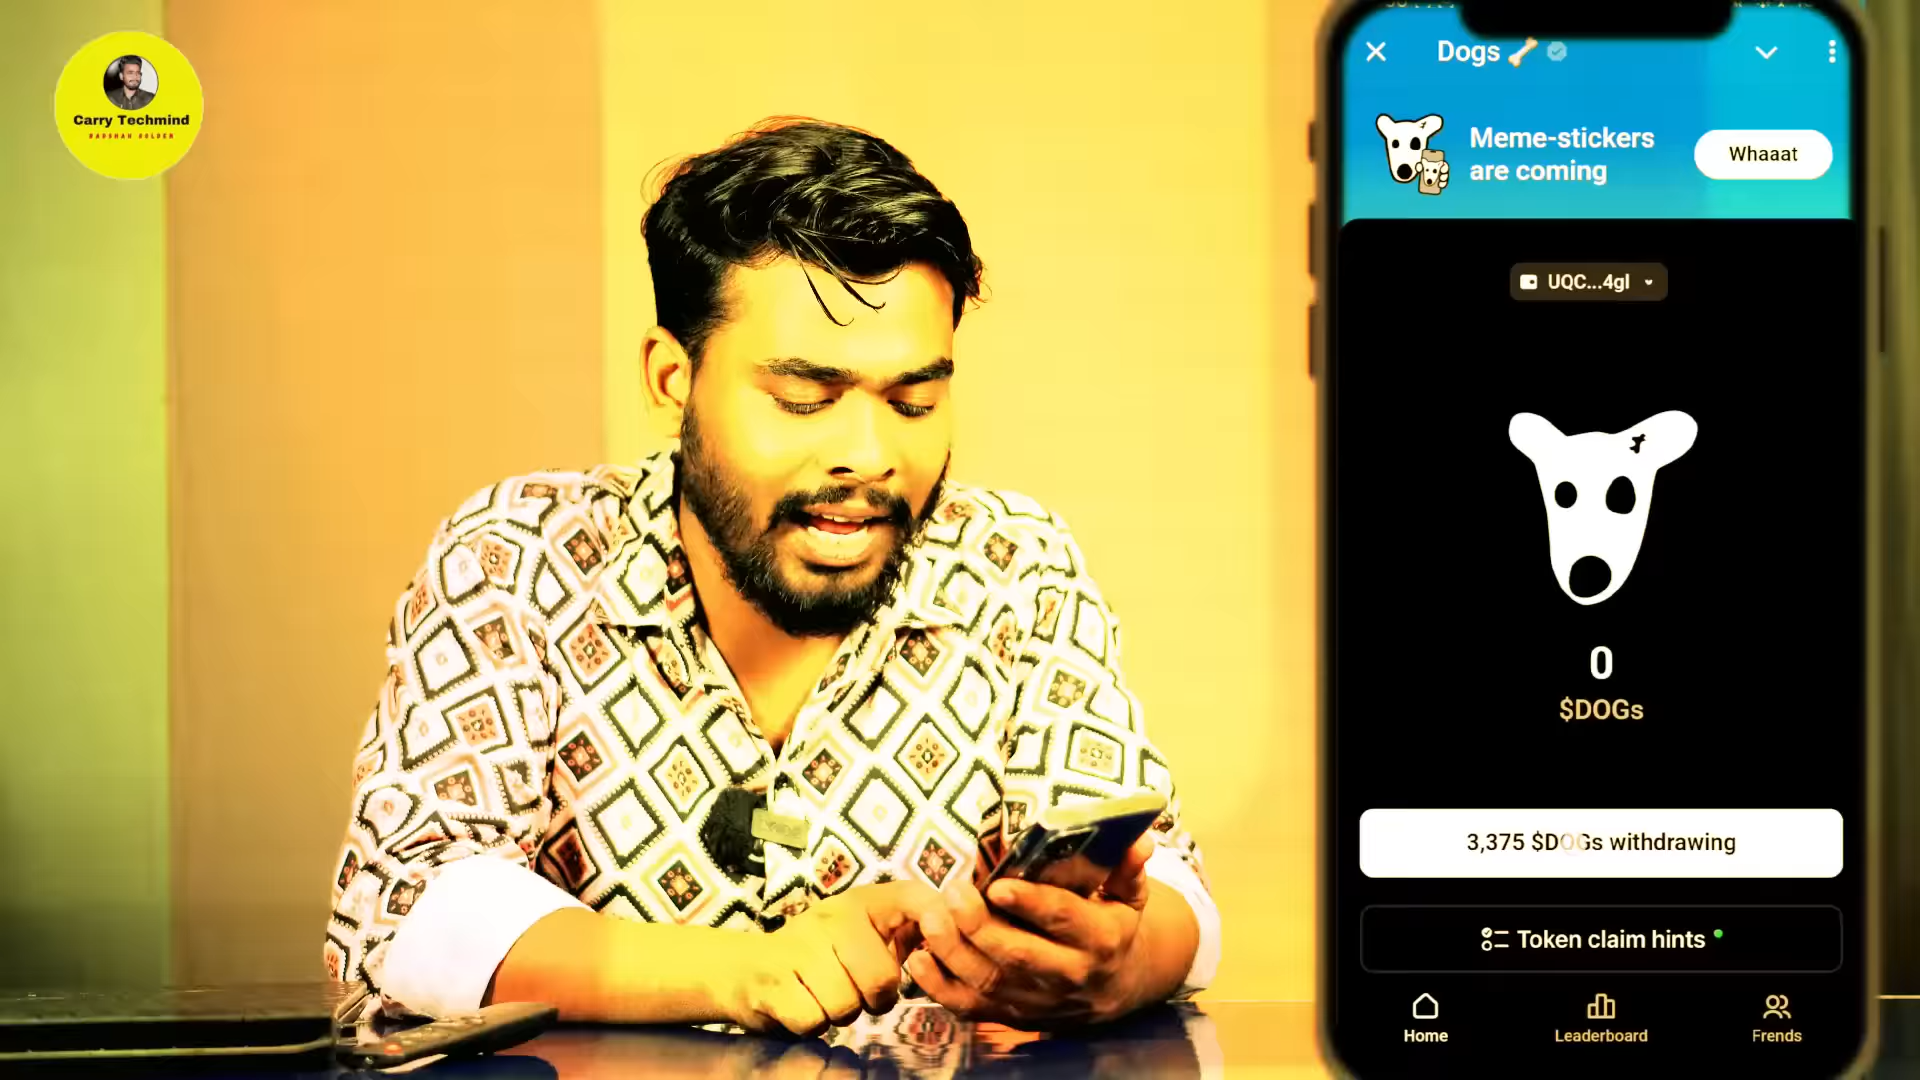 Carry Techmind
Dogs
Meme-stickers
are coming
Whaaat
UQC...4gl
0
$DOGs
3,375 $DOGs withdrawing
Token claim hints
Home
Leaderboard
Frends